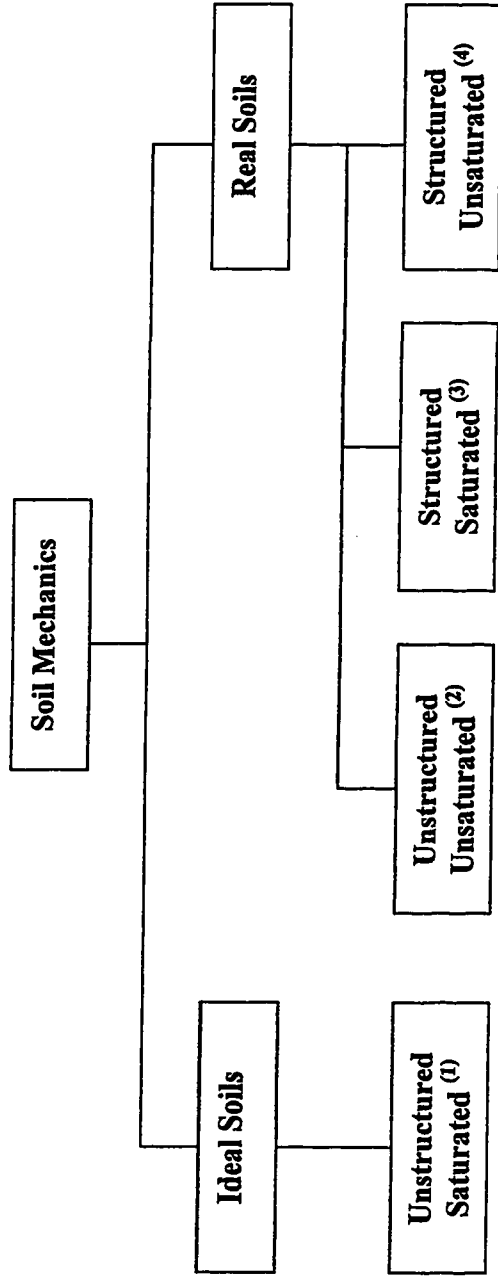 Soil Mechanics
Ideal Soils
Real Soils
Unstructured
Saturated (1)
Unstructured
Unsaturated (2)
Structured
Saturated (3)
Structured
Unsaturated (4)